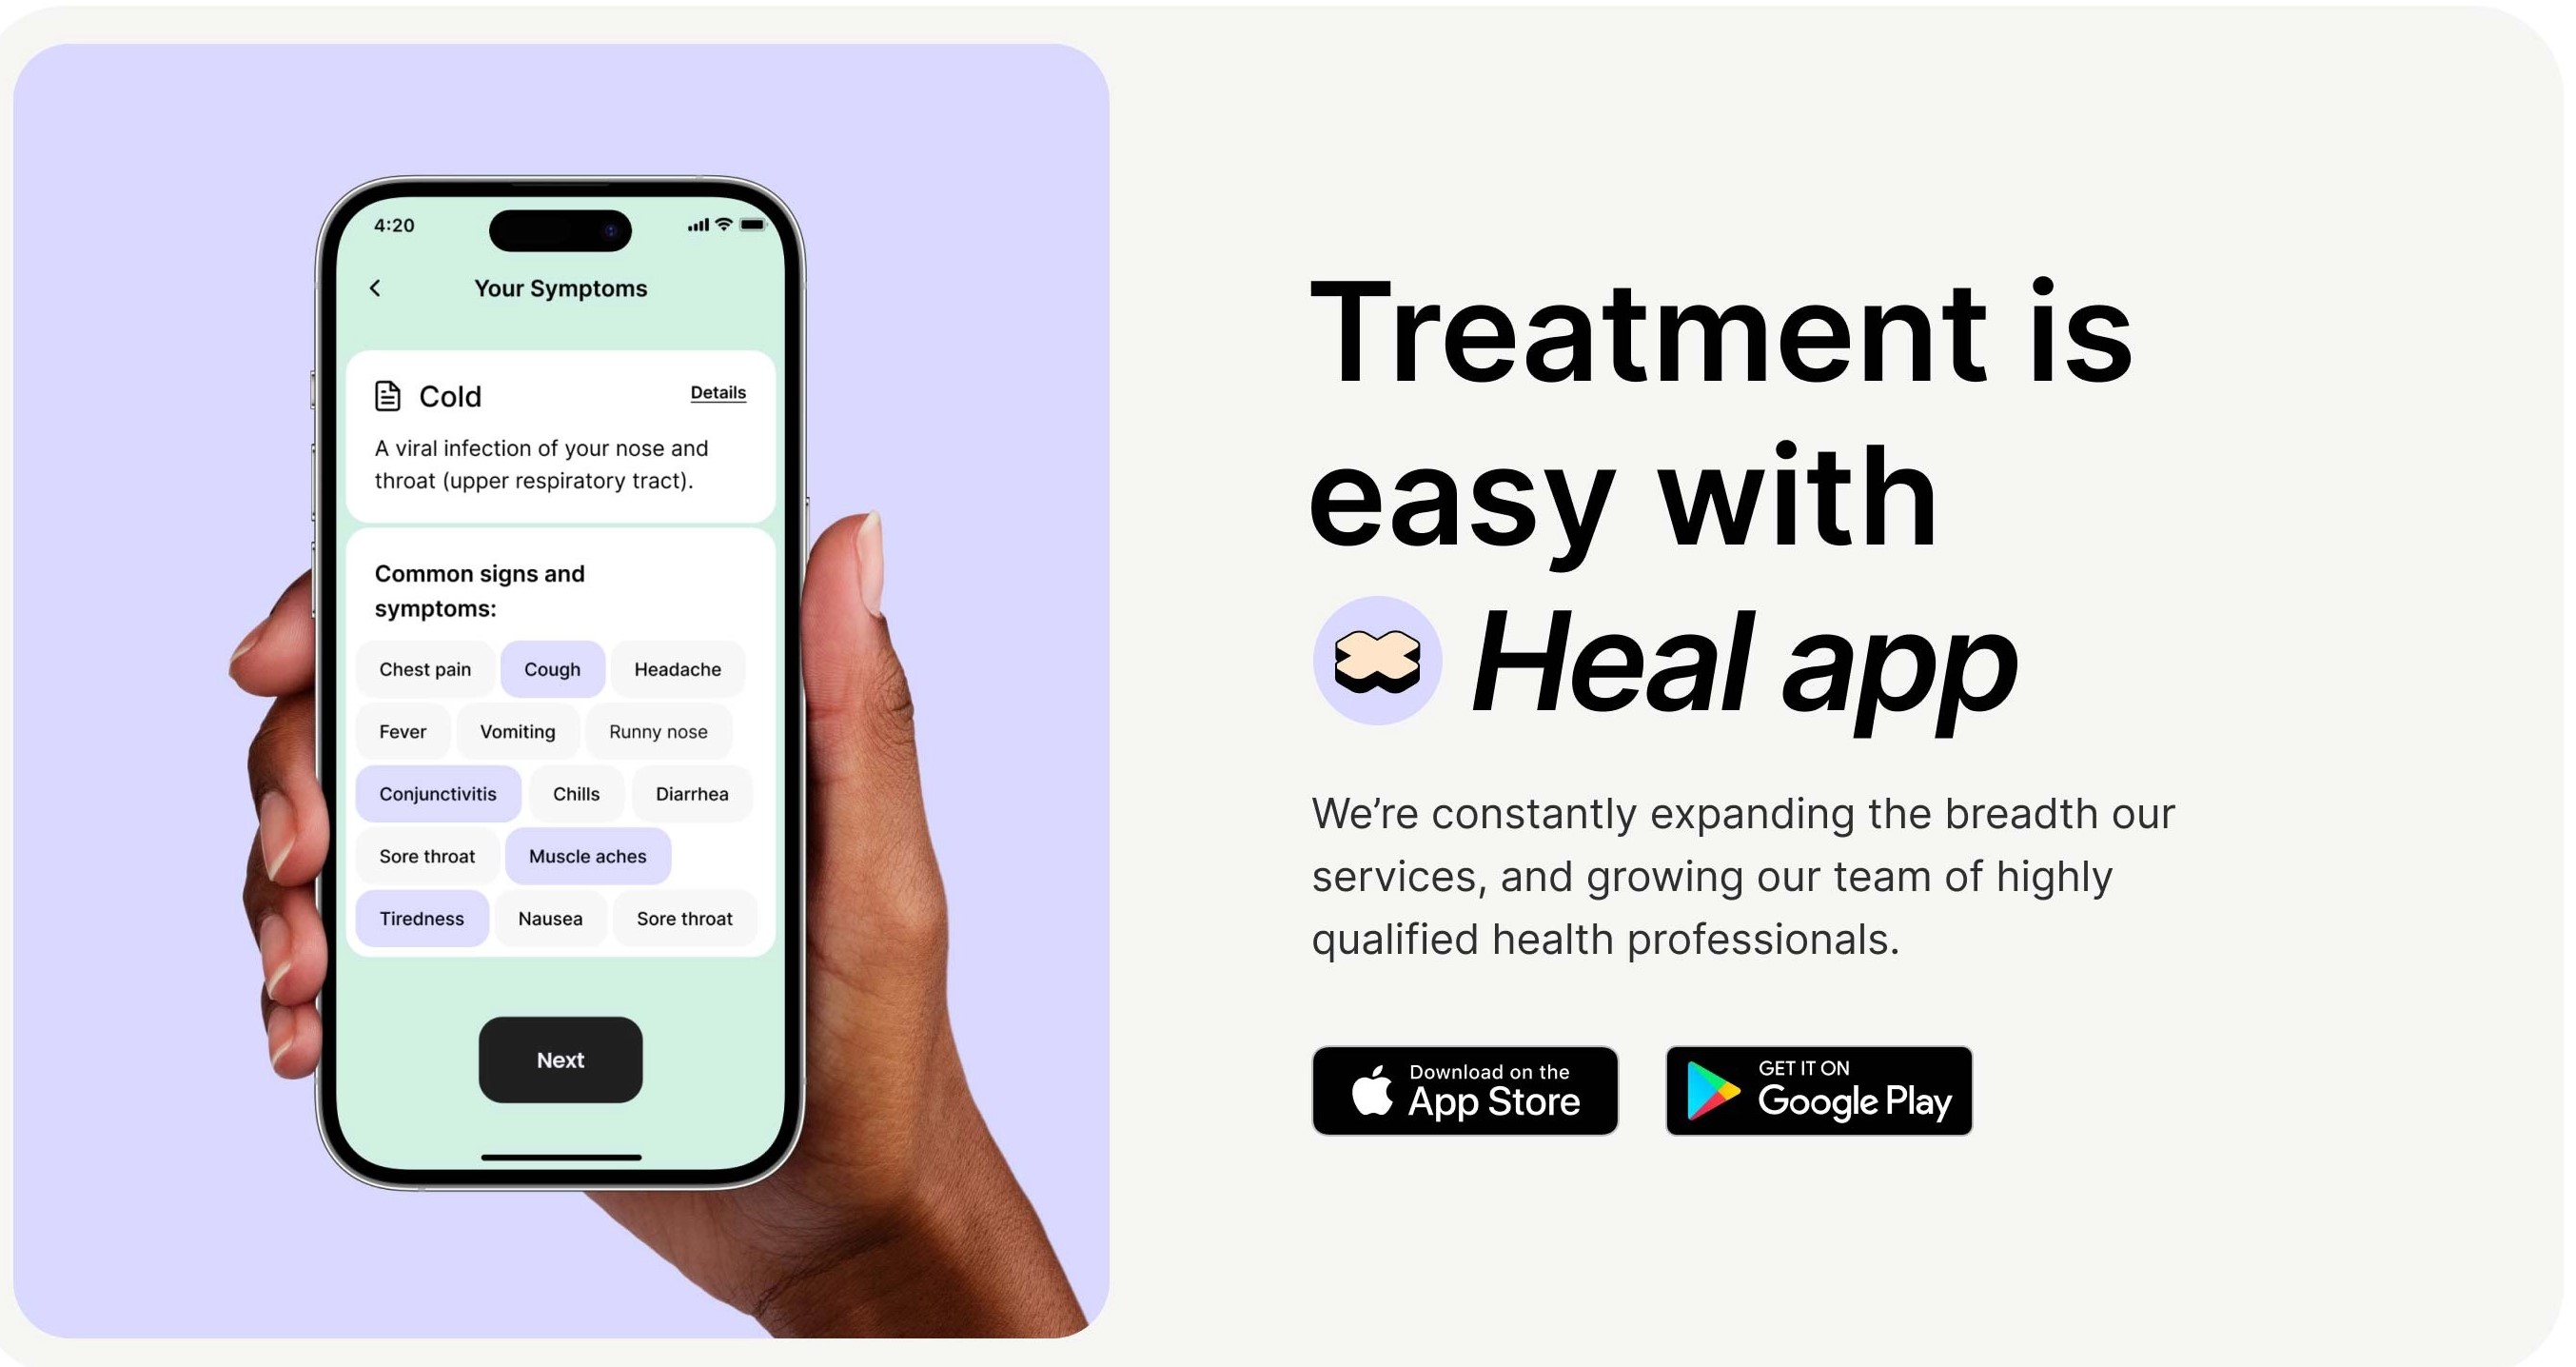 4:20
Your Symptoms
Cold
Details
A viral infection of your nose and
throat (upper respiratory tract).
Common signs and
symptoms:
Chest pain Cough Headache
Fever Vomiting Runny nose
Conjunctivitis Chills Diarrhea
Sore throat Muscle aches
Tiredness Nausea Sore throat
Next
Treatment is
easy with
Heal app
We’re constantly expanding the breadth our
services, and growing our team of highly
qualified health professionals.
Download on the
App Store
GET IT ON
Google Play